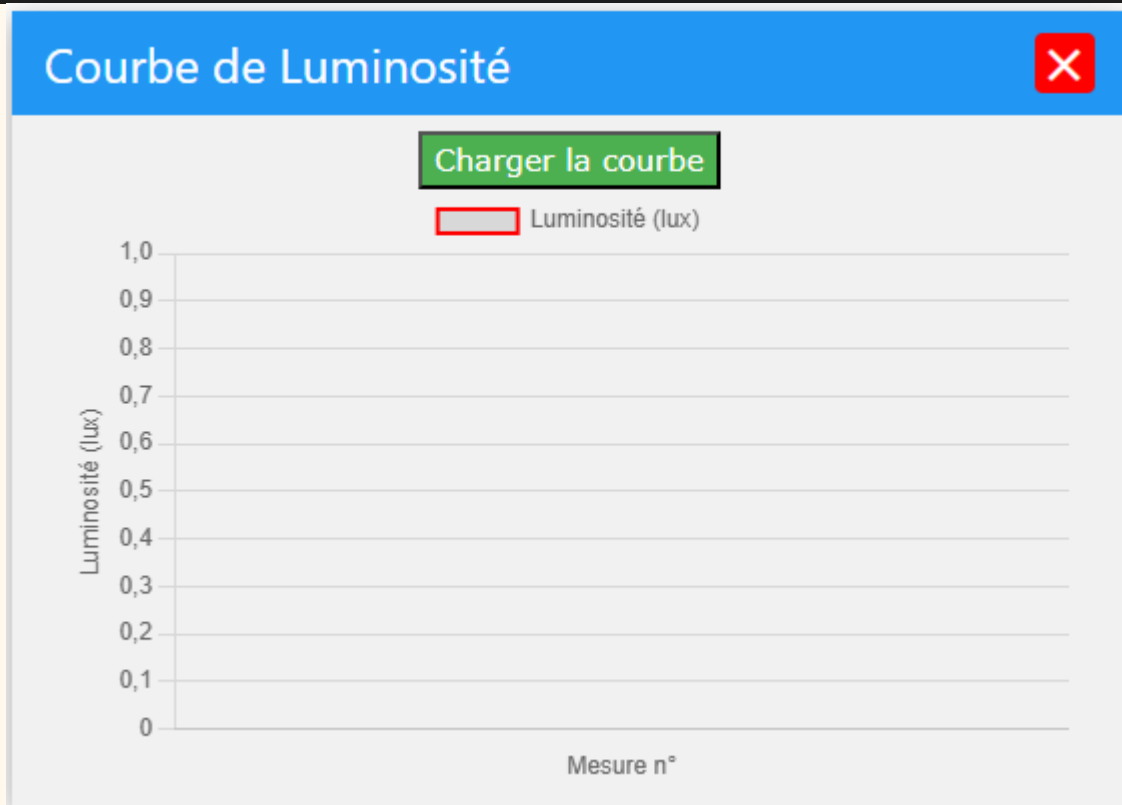 Courbe de Luminosité
Charger la courbe
Luminosité (lux)
1,0
0,9
0,8
0,7
0,6
0,5
0,4
0,3
0,2
0,1
0
Luminosité (lux)
Mesure n°